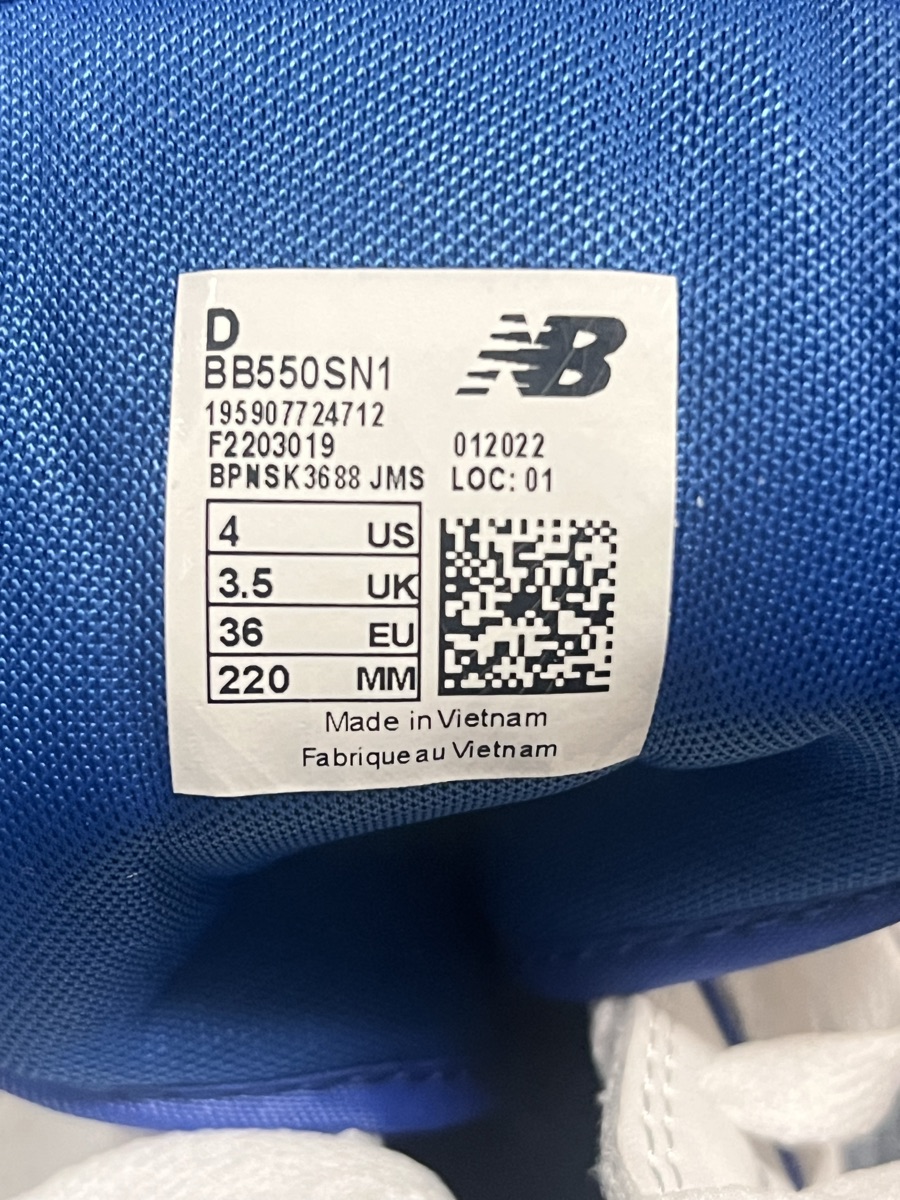 D
NB
BB550SN1
195907724712
F2203019 012022
BPNSK3688 JMS LOC: 01
4 US
3.5 UK
36 EU
220 MM
Made in Vietnam
Fabrique au Vietnam